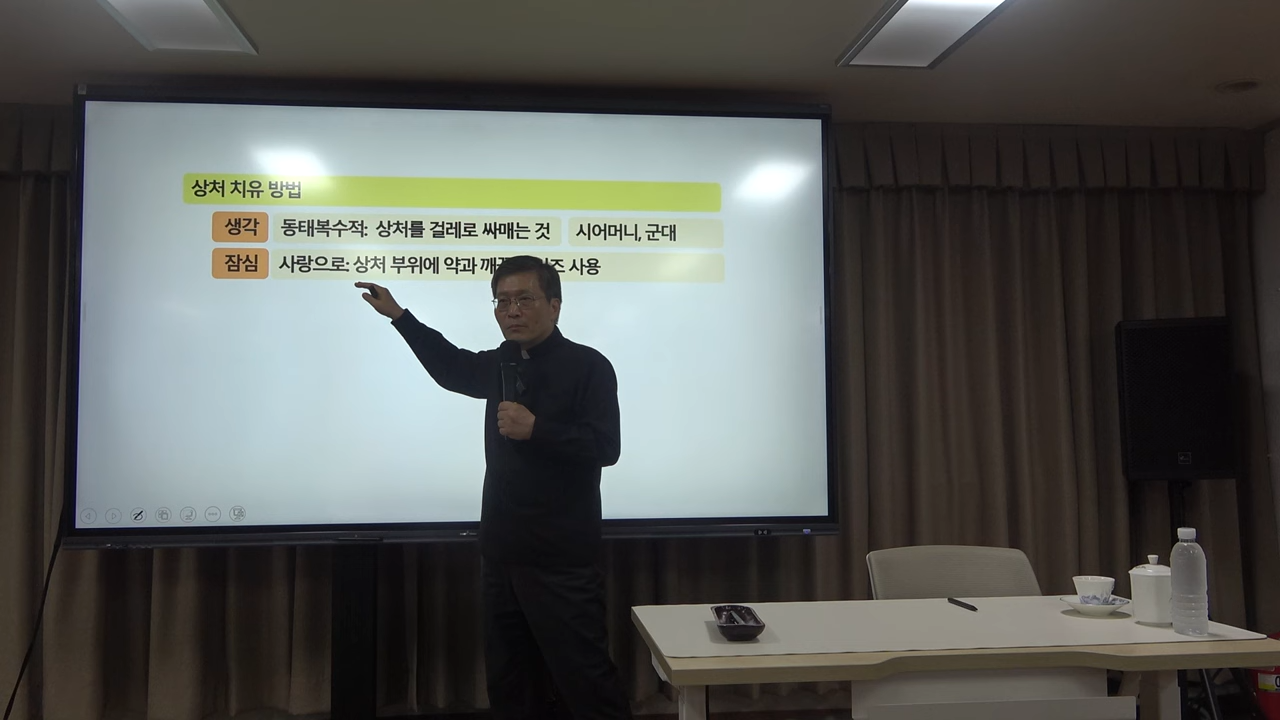 상처 치유 방법
생각 동태복수적: 상처를 걸레로 싸매는 것 시어머니, 군대
잠심 사랑으로: 상처 부위에 약과 사용